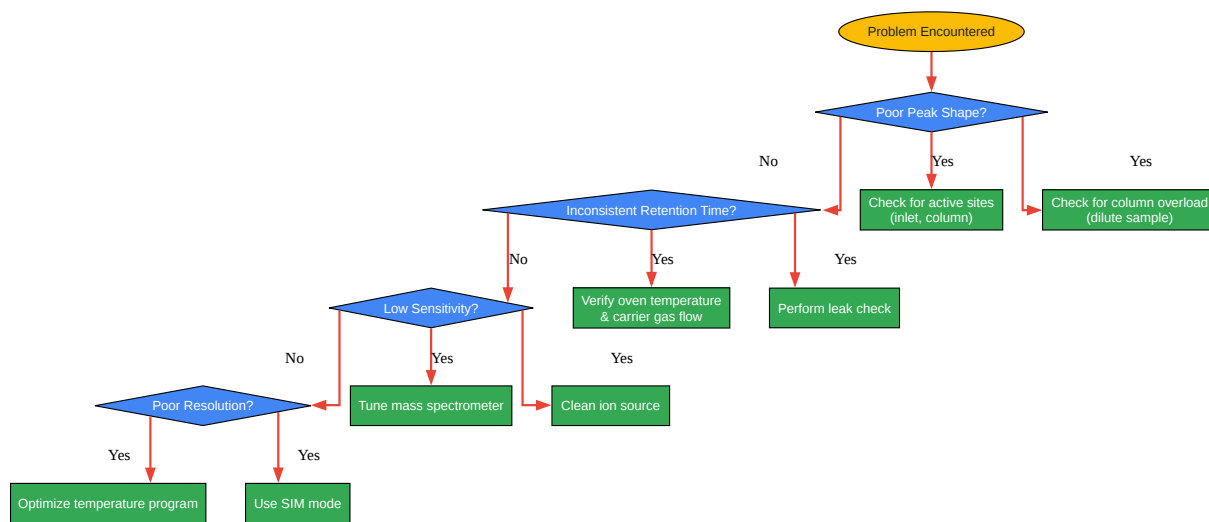 Problem Encountered
Poor Peak Shape?
No
Yes
Yes
Inconsistent Retention Time?
Check for active sites
(inlet, column)
Check for column overload
(dilute sample)
No
Yes
Yes
Low Sensitivity?
Verify oven temperature
& carrier gas flow
Perform leak check
No
Yes
Yes
Poor Resolution?
Tune mass spectrometer
Clean ion source
Yes
Yes
Optimize temperature program
Use SIM mode